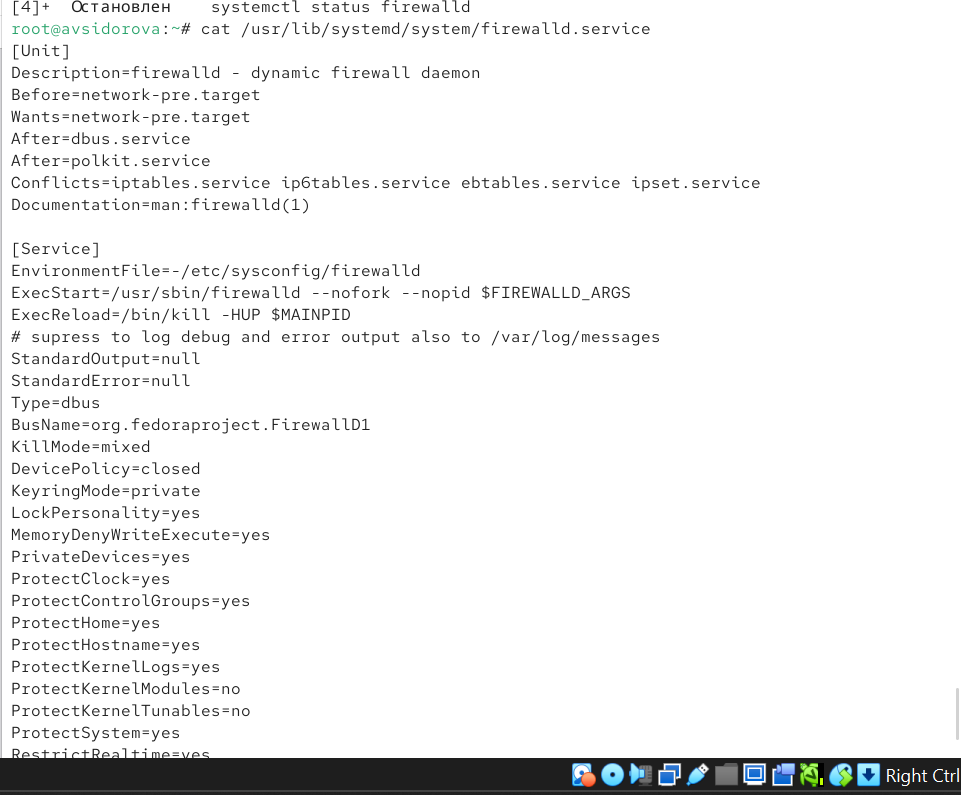 [4]+  Остановлен    systemctl status firewalld
root@avsidorova:~# cat /usr/lib/systemd/system/firewalld.service
[Unit]
Description=firewalld - dynamic firewall daemon
Before=network-pre.target
Wants=network-pre.target
After=dbus.service
After=polkit.service
Conflicts=iptables.service ip6tables.service ebtables.service ipset.service
Documentation=man:firewalld(1)

[Service]
EnvironmentFile=-/etc/sysconfig/firewalld
ExecStart=/usr/sbin/firewalld --nofork --nopid $FIREWALLD_ARGS
ExecReload=/bin/kill -HUP $MAINPID
# supress to log debug and error output also to /var/log/messages
StandardOutput=null
StandardError=null
Type=dbus
BusName=org.fedoraproject.FirewallD1
KillMode=mixed
DevicePolicy=closed
KeyringMode=private
LockPersonality=yes
MemoryDenyWriteExecute=yes
PrivateDevices=yes
ProtectClock=yes
ProtectControlGroups=yes
ProtectHome=yes
ProtectHostname=yes
ProtectKernelLogs=yes
ProtectKernelModules=no
ProtectKernelTunables=no
ProtectSystem=yes
RestrictRealtime=yes
Right Ctrl